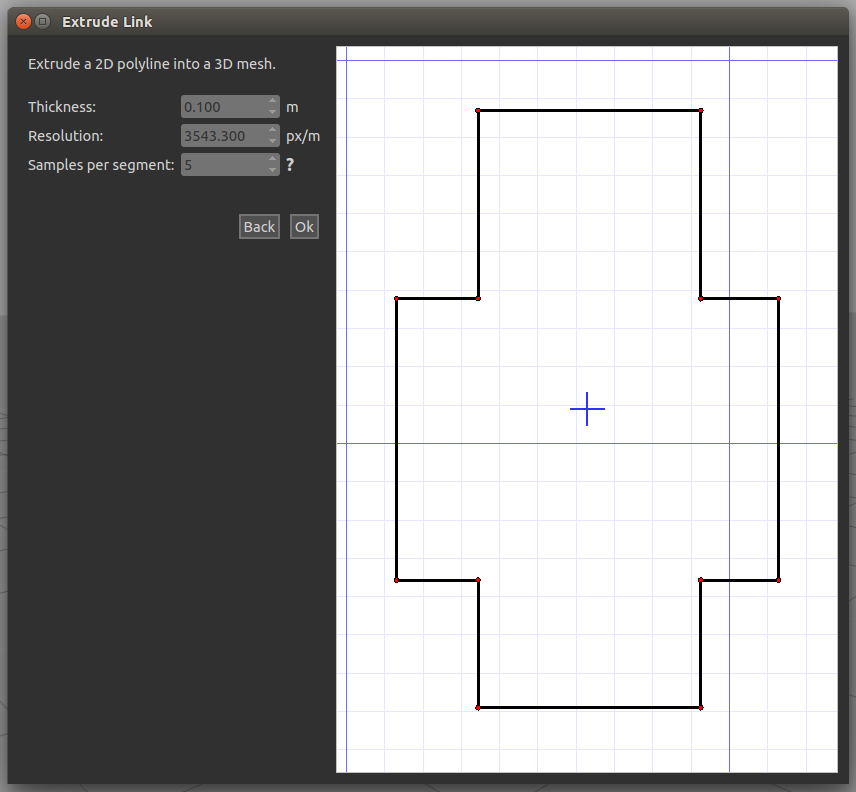 Extrude Link
Extrude a 2D polyline into a 3D mesh.
Thickness: 0.100 m
Resolution: 3543.300 px/m
Samples per segment: 5 ?
Back Ok